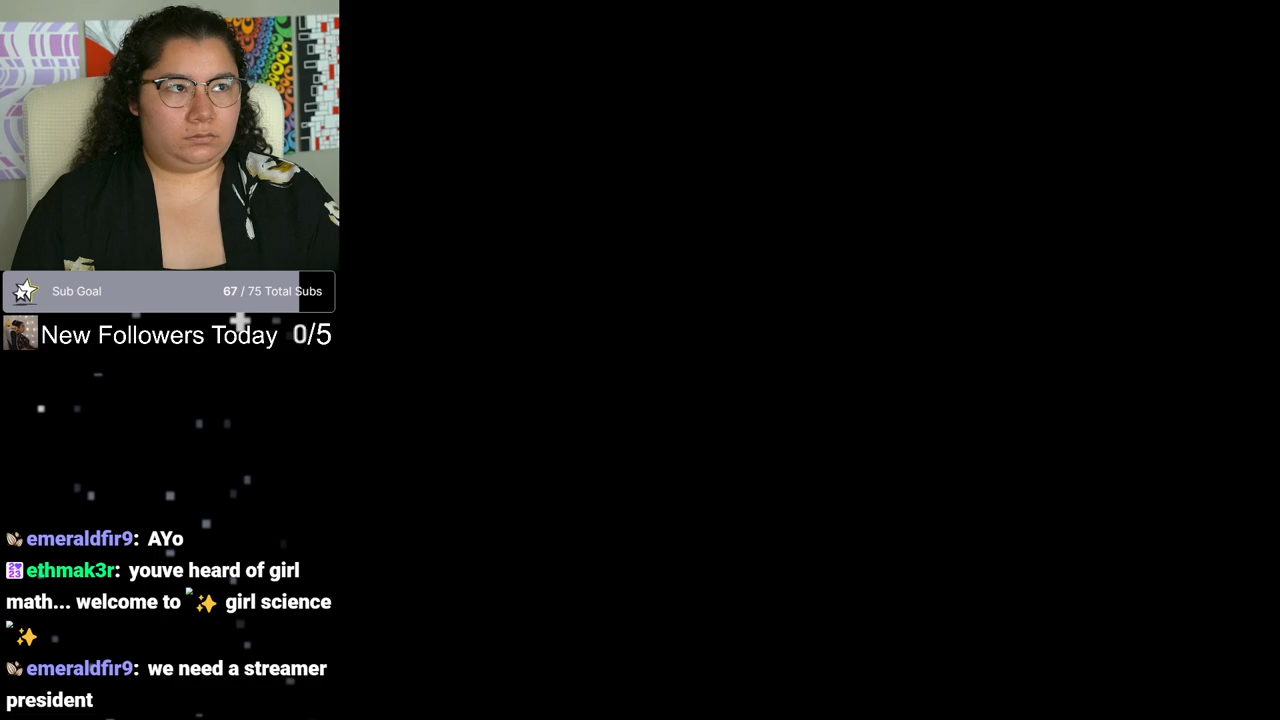 Sub Goal 67 / 75 Total Subs
New Followers Today 0/5
emeraldfir9: AYo
ethmak3r: youve heard of girl
math... welcome to ✨ girl science
✨
emeraldfir9: we need a streamer
president